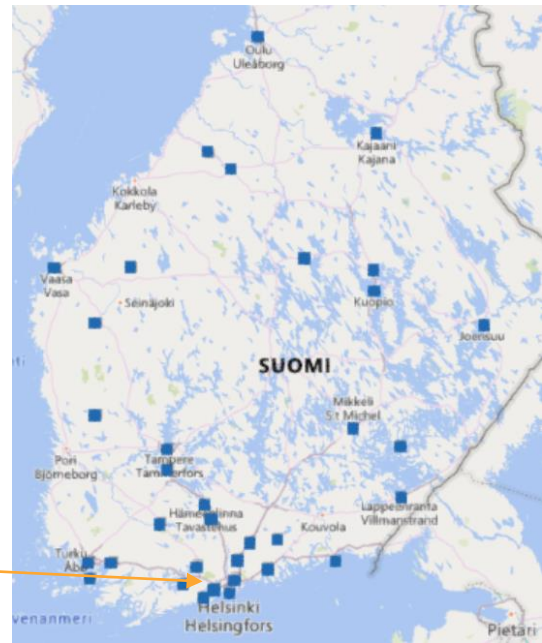 Oulu
Uleåborg
Kajaani
Kajana
Kokkola
Karleby
Vaasa
Vasa
Seinäjoki
Kuopio
Joensuu
SUOMI
Mikkeli
S:t Michel
Pori
Björneborg
Tampere
Tammerfors
Hämeenlinna
Tavastehus
Kouvola
Lappeenranta
Villmanstrand
Turku
Åbo
Helsinki
Helsingfors
Pietari